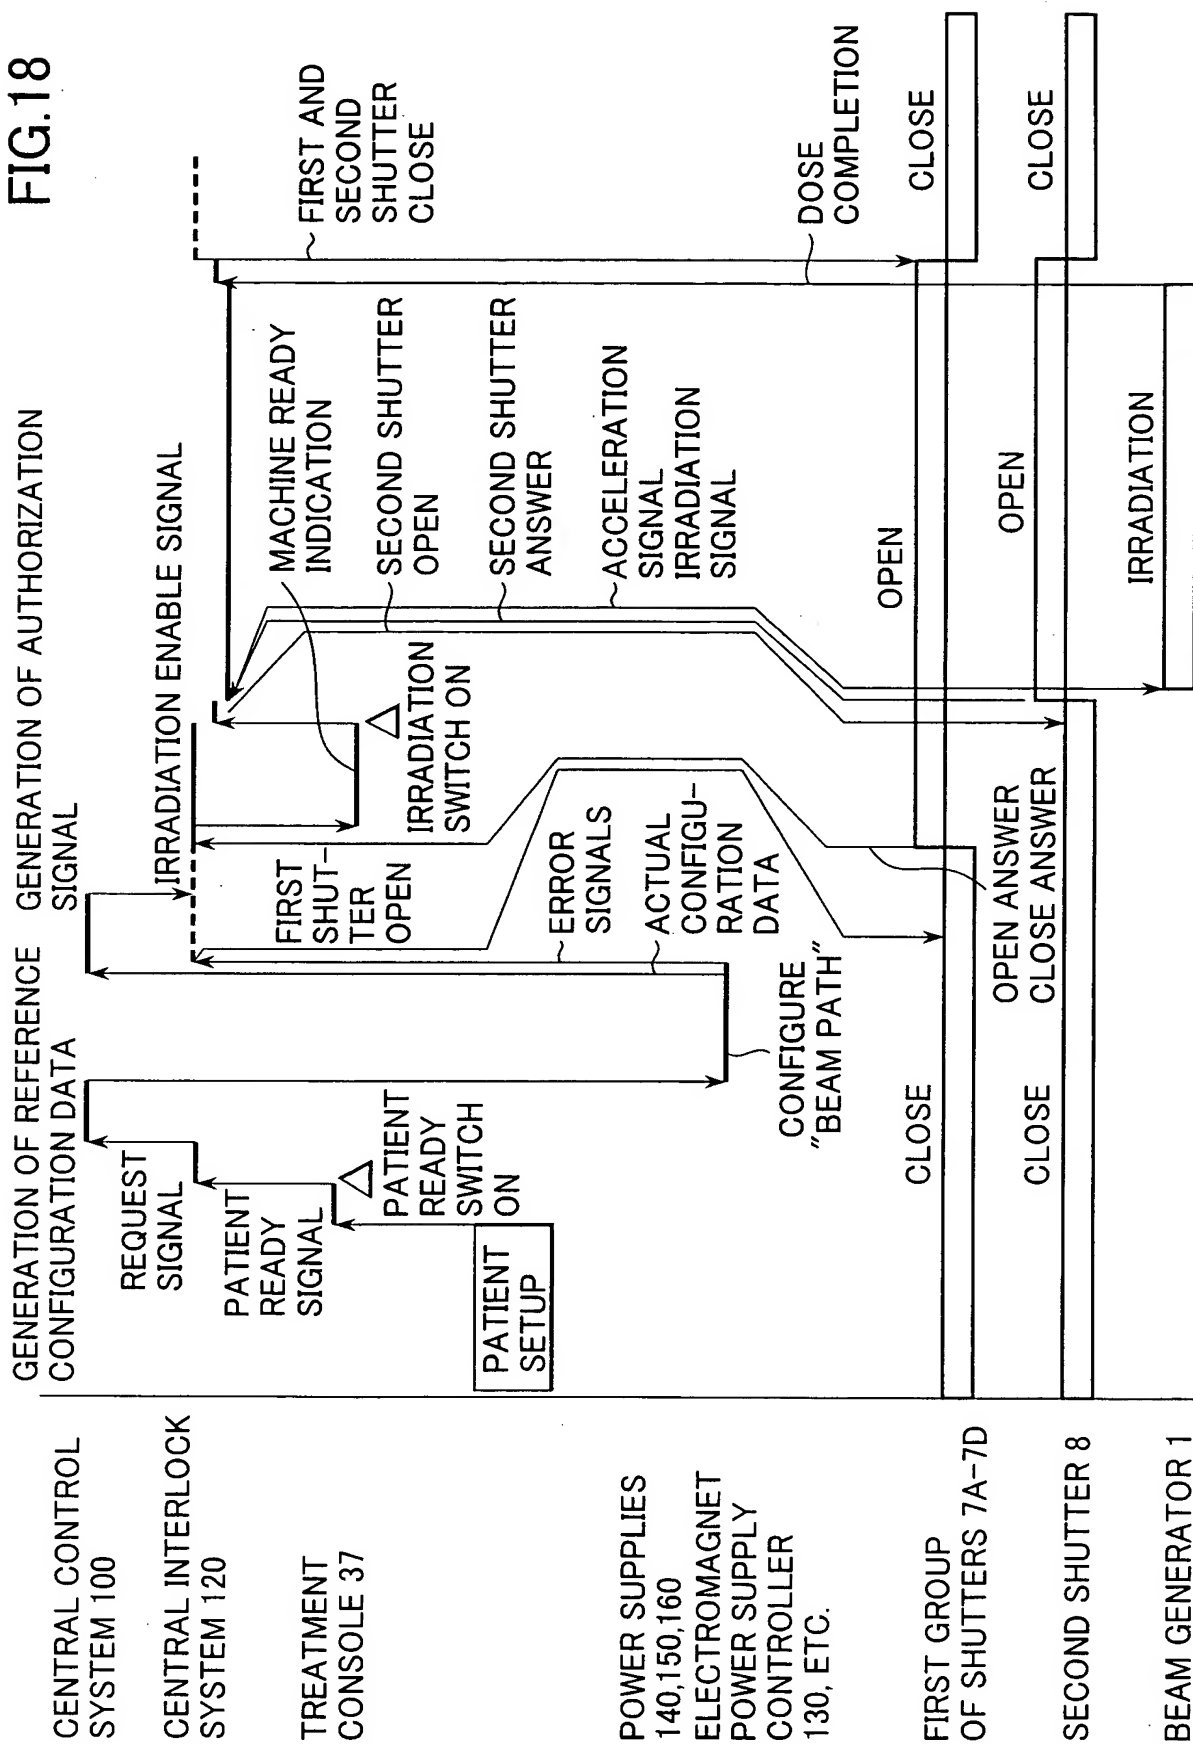 FIG.18
GENERATION OF REFERENCE
CONFIGURATION DATA
GENERATION OF AUTHORIZATION
SIGNAL
CENTRAL CONTROL
SYSTEM 100
REQUEST
SIGNAL
IRRADIATION ENABLE SIGNAL
CENTRAL INTERLOCK
SYSTEM 120
PATIENT
READY
SIGNAL
FIRST
SHUT-
TER
OPEN
MACHINE READY
INDICATION
FIRST AND
SECOND
SHUTTER
CLOSE
TREATMENT
CONSOLE 37
PATIENT
READY
SWITCH
ON
IRRADIATION
SWITCH ON
SECOND SHUTTER
OPEN
PATIENT
SETUP
ERROR
SIGNALS
SECOND SHUTTER
ANSWER
ACTUAL
CONFIGU-
RATION
DATA
ACCELERATION
SIGNAL
IRRADIATION
SIGNAL
POWER SUPPLIES
140,150,160
ELECTROMAGNET
POWER SUPPLY
CONTROLLER
130, ETC.
CONFIGURE
"BEAM PATH"
DOSE
COMPLETION
FIRST GROUP
OF SHUTTERS 7A-7D
CLOSE
OPEN
CLOSE
OPEN ANSWER
CLOSE ANSWER
SECOND SHUTTER 8
CLOSE
OPEN
CLOSE
BEAM GENERATOR 1
IRRADIATION